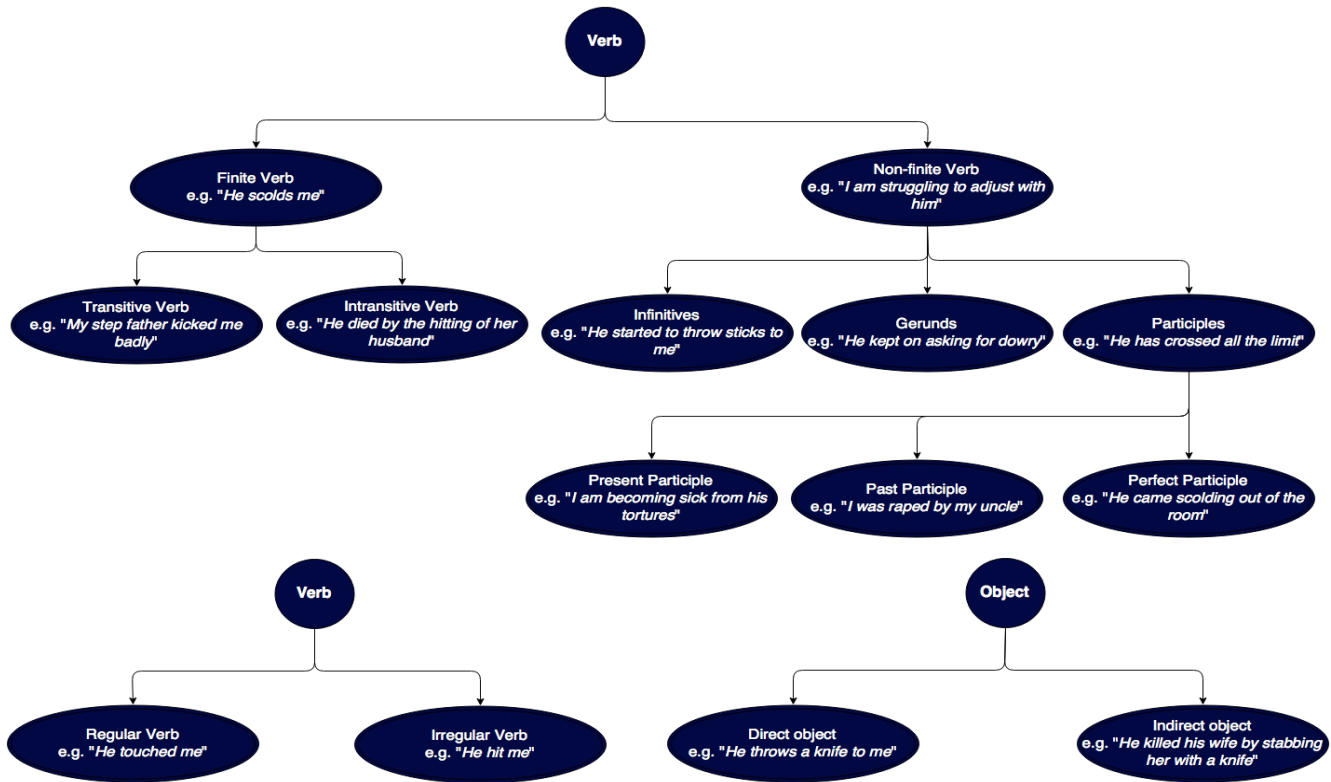 Verb
Finite Verb
e.g. "He scolds me"
Non-finite Verb
e.g. "I am struggling to adjust with
him"
Transitive Verb
e.g. "My step father kicked me
badly"
Intransitive Verb
e.g. "He died by the hitting of her
husband"
Infinitives
e.g. "He started to throw sticks to
me"
Gerunds
e.g. "He kept on asking for dowry"
Participles
e.g. "He has crossed all the limit"
Present Participle
e.g. "I am becoming sick from his
tortures"
Past Participle
e.g. "I was raped by my uncle"
Perfect Participle
e.g. "He came scolding out of the
room"
Verb
Object
Regular Verb
e.g. "He touched me"
Irregular Verb
e.g. "He hit me"
Direct object
e.g. "He throws a knife to me"
Indirect object
e.g. "He killed his wife by stabbing
her with a knife"